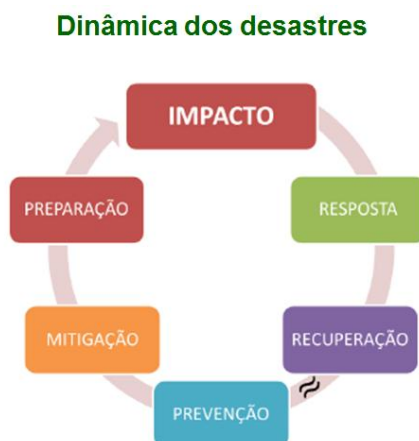 Dinâmica dos desastres
IMPACTO
RESPOSTA
RECUPERAÇÃO
PREVENÇÃO
MITIGAÇÃO
PREPARAÇÃO